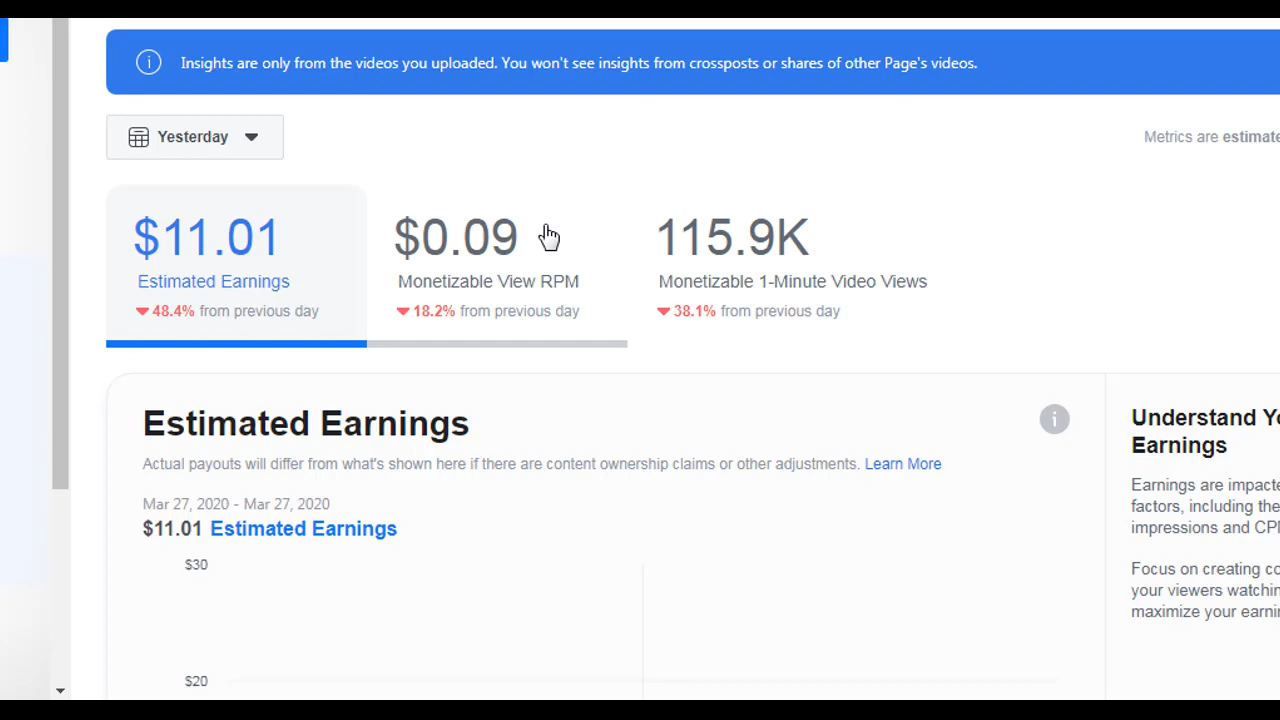 Insights are only from the videos you uploaded. You won't see insights from crossposts or shares of other Page's videos.
Yesterday
Metrics are estimate
$11.01
Estimated Earnings
48.4% from previous day
$0.09
Monetizable View RPM
18.2% from previous day
115.9K
Monetizable 1-Minute Video Views
38.1% from previous day
Estimated Earnings
Actual payouts will differ from what's shown here if there are content ownership claims or other adjustments. Learn More
Mar 27, 2020 - Mar 27, 2020
$11.01 Estimated Earnings
$30
$20
Understand Yo
Earnings
Earnings are impacte
factors, including the
impressions and CPM
Focus on creating co
your viewers watchin
maximize your earnin